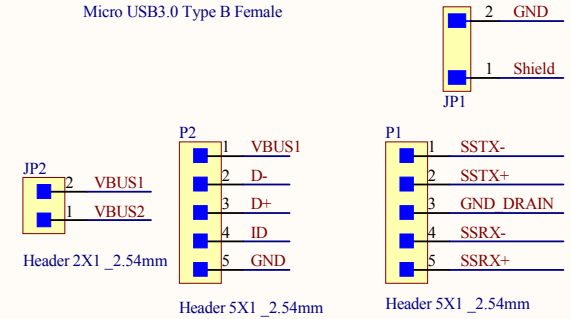 Micro USB3.0 Type B Female
2 GND
1 Shield
JP1
P2
1 VBUS1
2 D-
3 D+
4 ID
5 GND
Header 5X1 _2.54mm
P1
1 SSTX-
2 SSTX+
3 GND_DRAIN
4 SSRX-
5 SSRX+
Header 5X1 _2.54mm
JP2
2 VBUS1
1 VBUS2
Header 2X1 _2.54mm